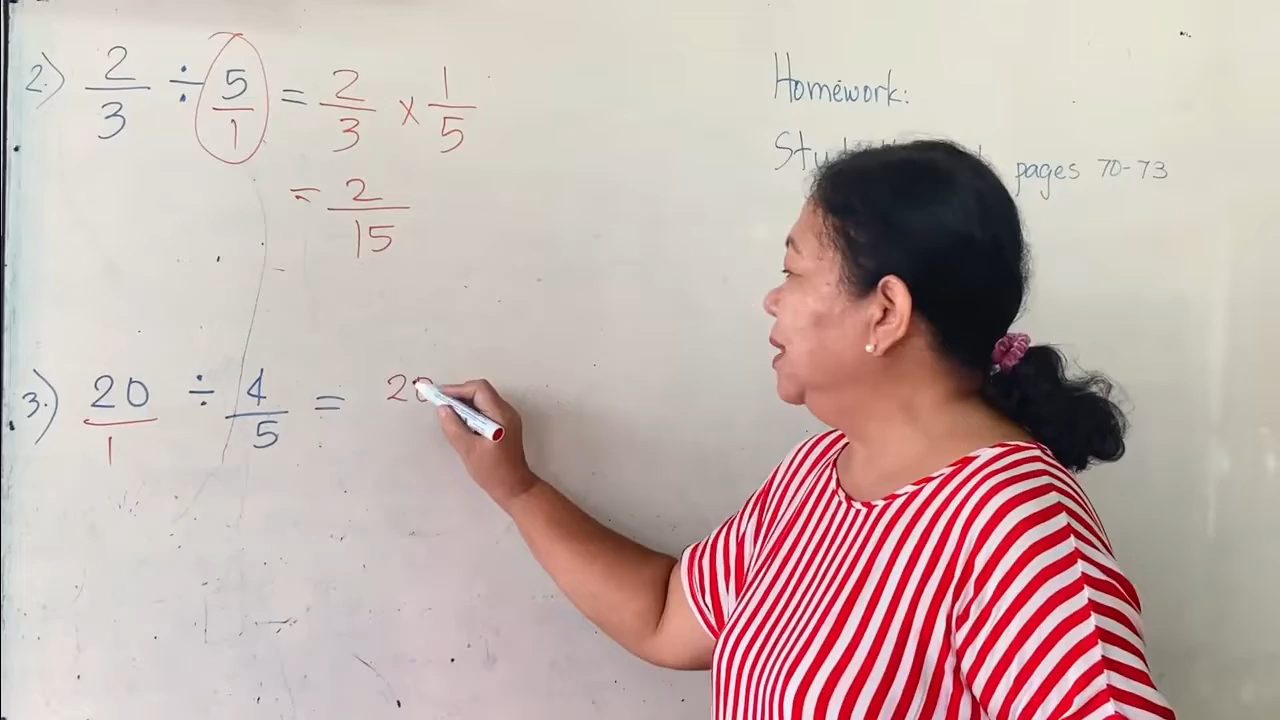 2.) 2/3 ÷ 5/1 = 2/3 × 1/5
= 2/15
3.) 20/1 ÷ 4/5 = 20
Homework:
pages 70-73